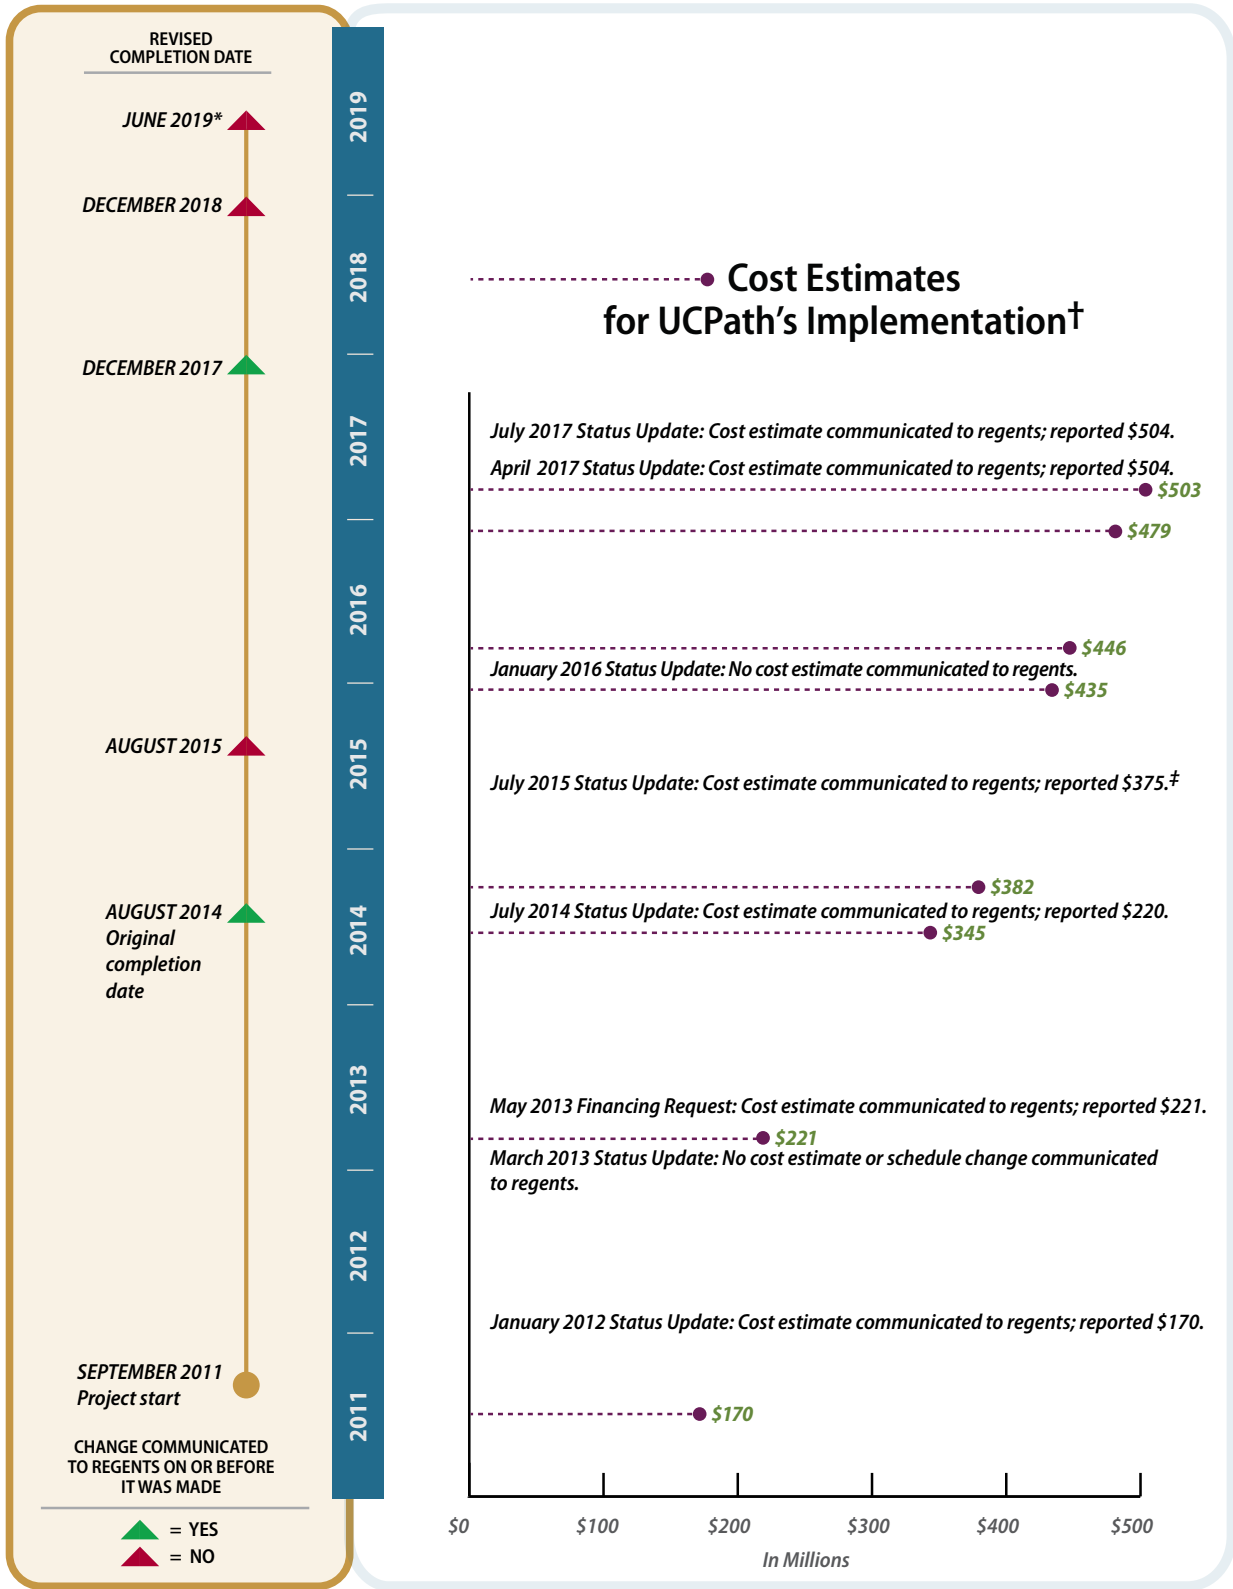 REVISED
COMPLETION DATE
JUNE 2019*
DECEMBER 2018
DECEMBER 2017
AUGUST 2015
AUGUST 2014
Original
completion
date
SEPTEMBER 2011
Project start
CHANGE COMMUNICATED
TO REGENTS ON OR BEFORE
IT WAS MADE
= YES
= NO
2019
2018
2017
2016
2015
2014
2013
2012
2011
Cost Estimates
for UCPath’s Implementation†
July 2017 Status Update: Cost estimate communicated to regents; reported $504.
April 2017 Status Update: Cost estimate communicated to regents; reported $504.
$503
$479
$446
January 2016 Status Update: No cost estimate communicated to regents.
$435
July 2015 Status Update: Cost estimate communicated to regents; reported $375.‡
$382
July 2014 Status Update: Cost estimate communicated to regents; reported $220.
$345
May 2013 Financing Request: Cost estimate communicated to regents; reported $221.
$221
March 2013 Status Update: No cost estimate or schedule change communicated
to regents.
January 2012 Status Update: Cost estimate communicated to regents; reported $170.
$170
$0 $100 $200 $300 $400 $500
In Millions